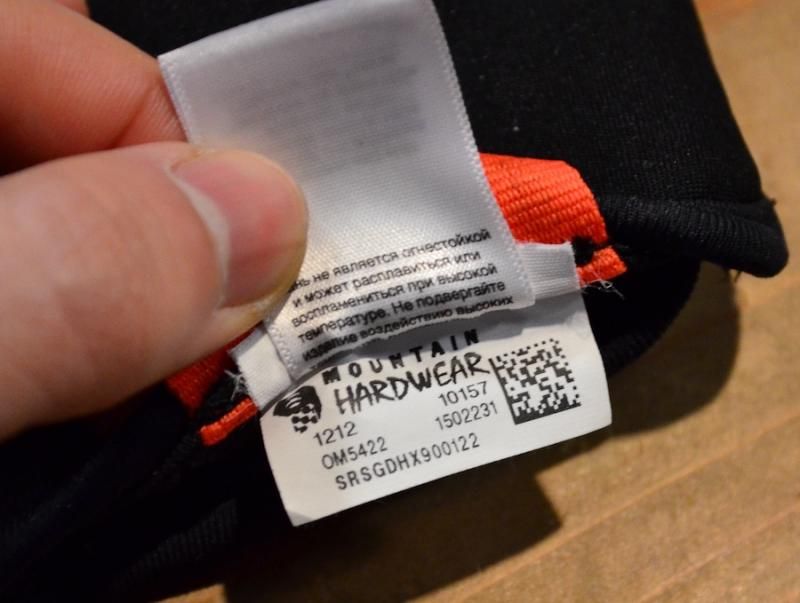 не является огнестойкой
и может расплавиться или
воспламениться при высокой
температуре. Не подвергайте
изделие воздействию высоких
MOUNTAIN
HARDWEAR
1212 10157
OM5422 1502231
SRSGDHX900122